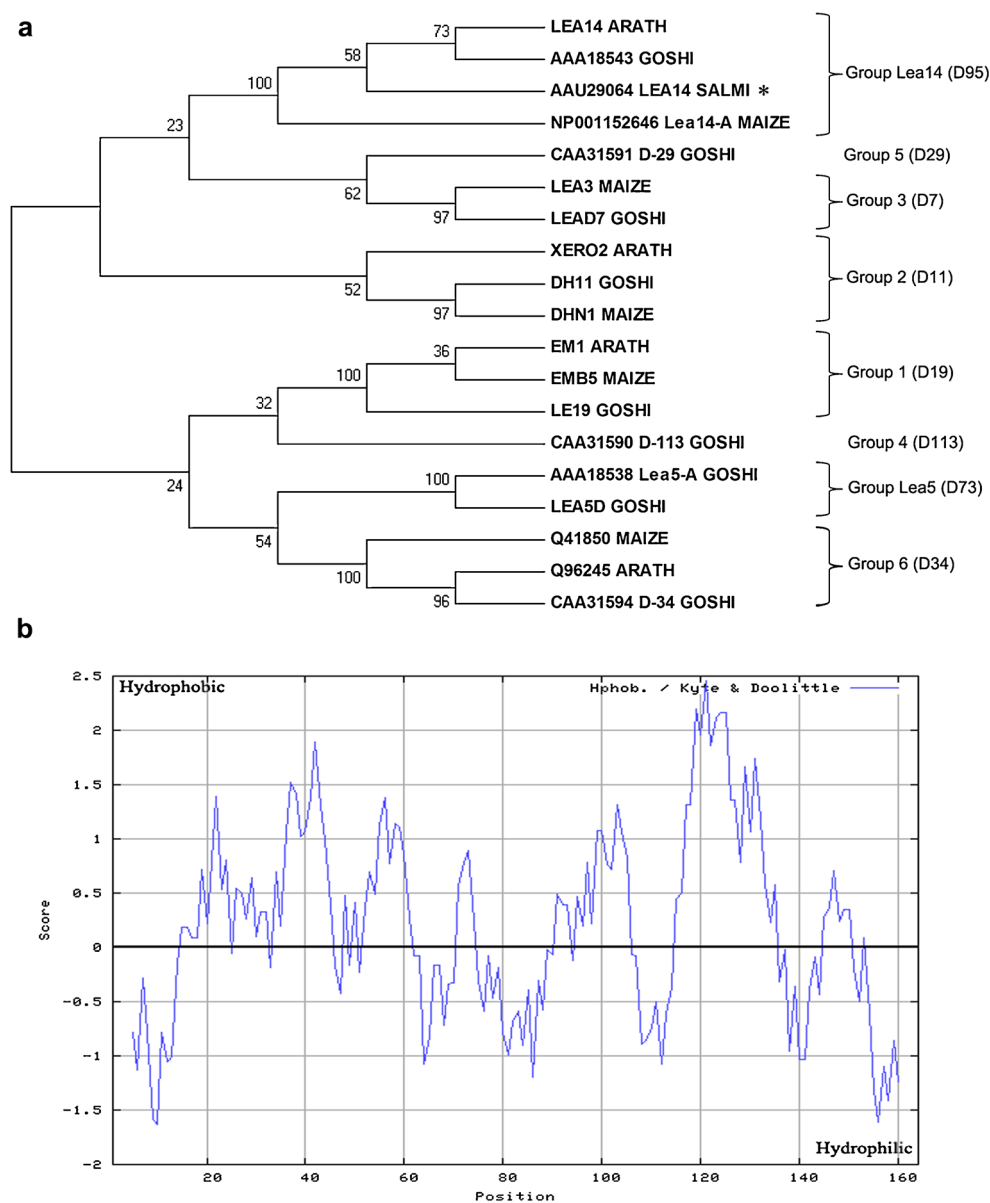 a
LEA14 ARATH
73
AAA18543 GOSHI
58
Group Lea14 (D95)
100
AAU29064 LEA14 SALMI *
NP001152646 Lea14-A MAIZE
23
CAA31591 D-29 GOSHI
Group 5 (D29)
62
LEA3 MAIZE
Group 3 (D7)
97
LEAD7 GOSHI
XERO2 ARATH
52
DH11 GOSHI
Group 2 (D11)
97
DHN1 MAIZE
36
EM1 ARATH
100
EMB5 MAIZE
Group 1 (D19)
32
LE19 GOSHI
CAA31590 D-113 GOSHI
Group 4 (D113)
24
100
AAA18538 Lea5-A GOSHI
Group Lea5 (D73)
LEA5D GOSHI
54
Q41850 MAIZE
100
Q96245 ARATH
Group 6 (D34)
96
CAA31594 D-34 GOSHI
b
2.5
Hydrophobic
Hphob. / Kyte & Doolittle
2
1.5
1
0.5
Score
0
-0.5
-1
-1.5
Hydrophilic
-2
20 40 60 80 100 120 140 160
Position